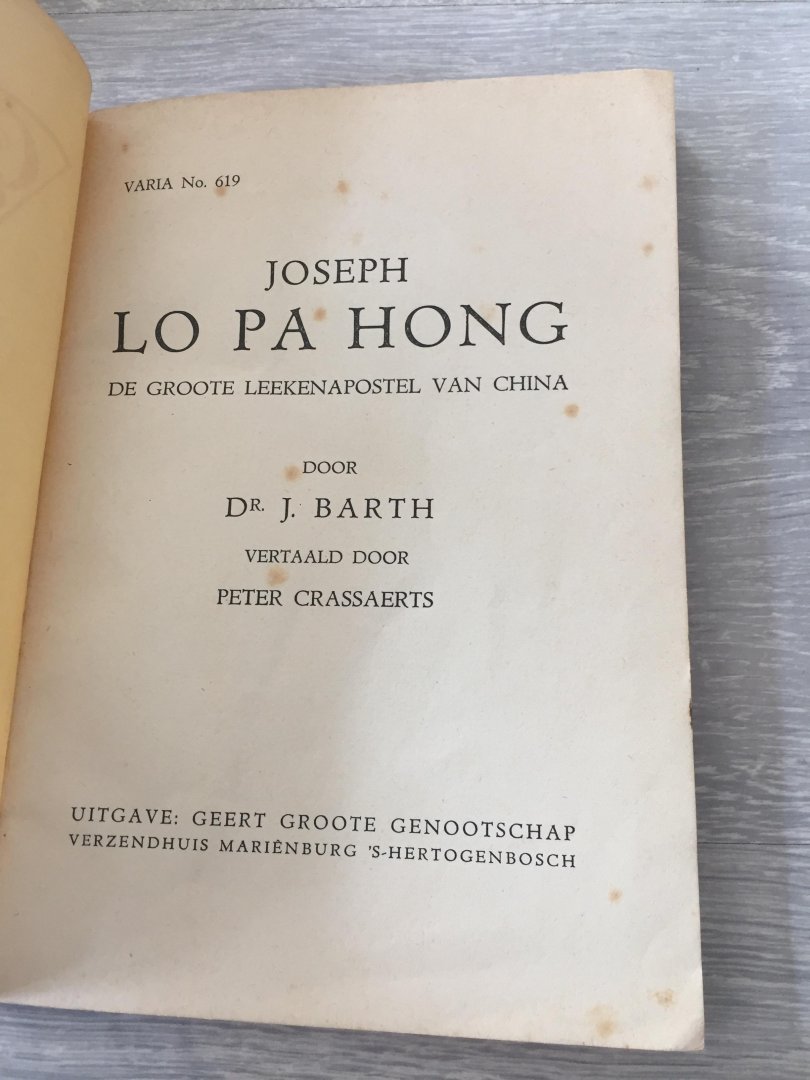 VARIA No. 619
JOSEPH
LO PA HONG
DE GROOTE LEEKENAPOSTEL VAN CHINA
DOOR
DR. J. BARTH
VERTAALD DOOR
PETER CRASSAERTS
UITGAVE: GEERT GROOTE GENOOTSCHAP
VERZENDHUIS MARIËNBURG 'S-HERTOGENBOSCH